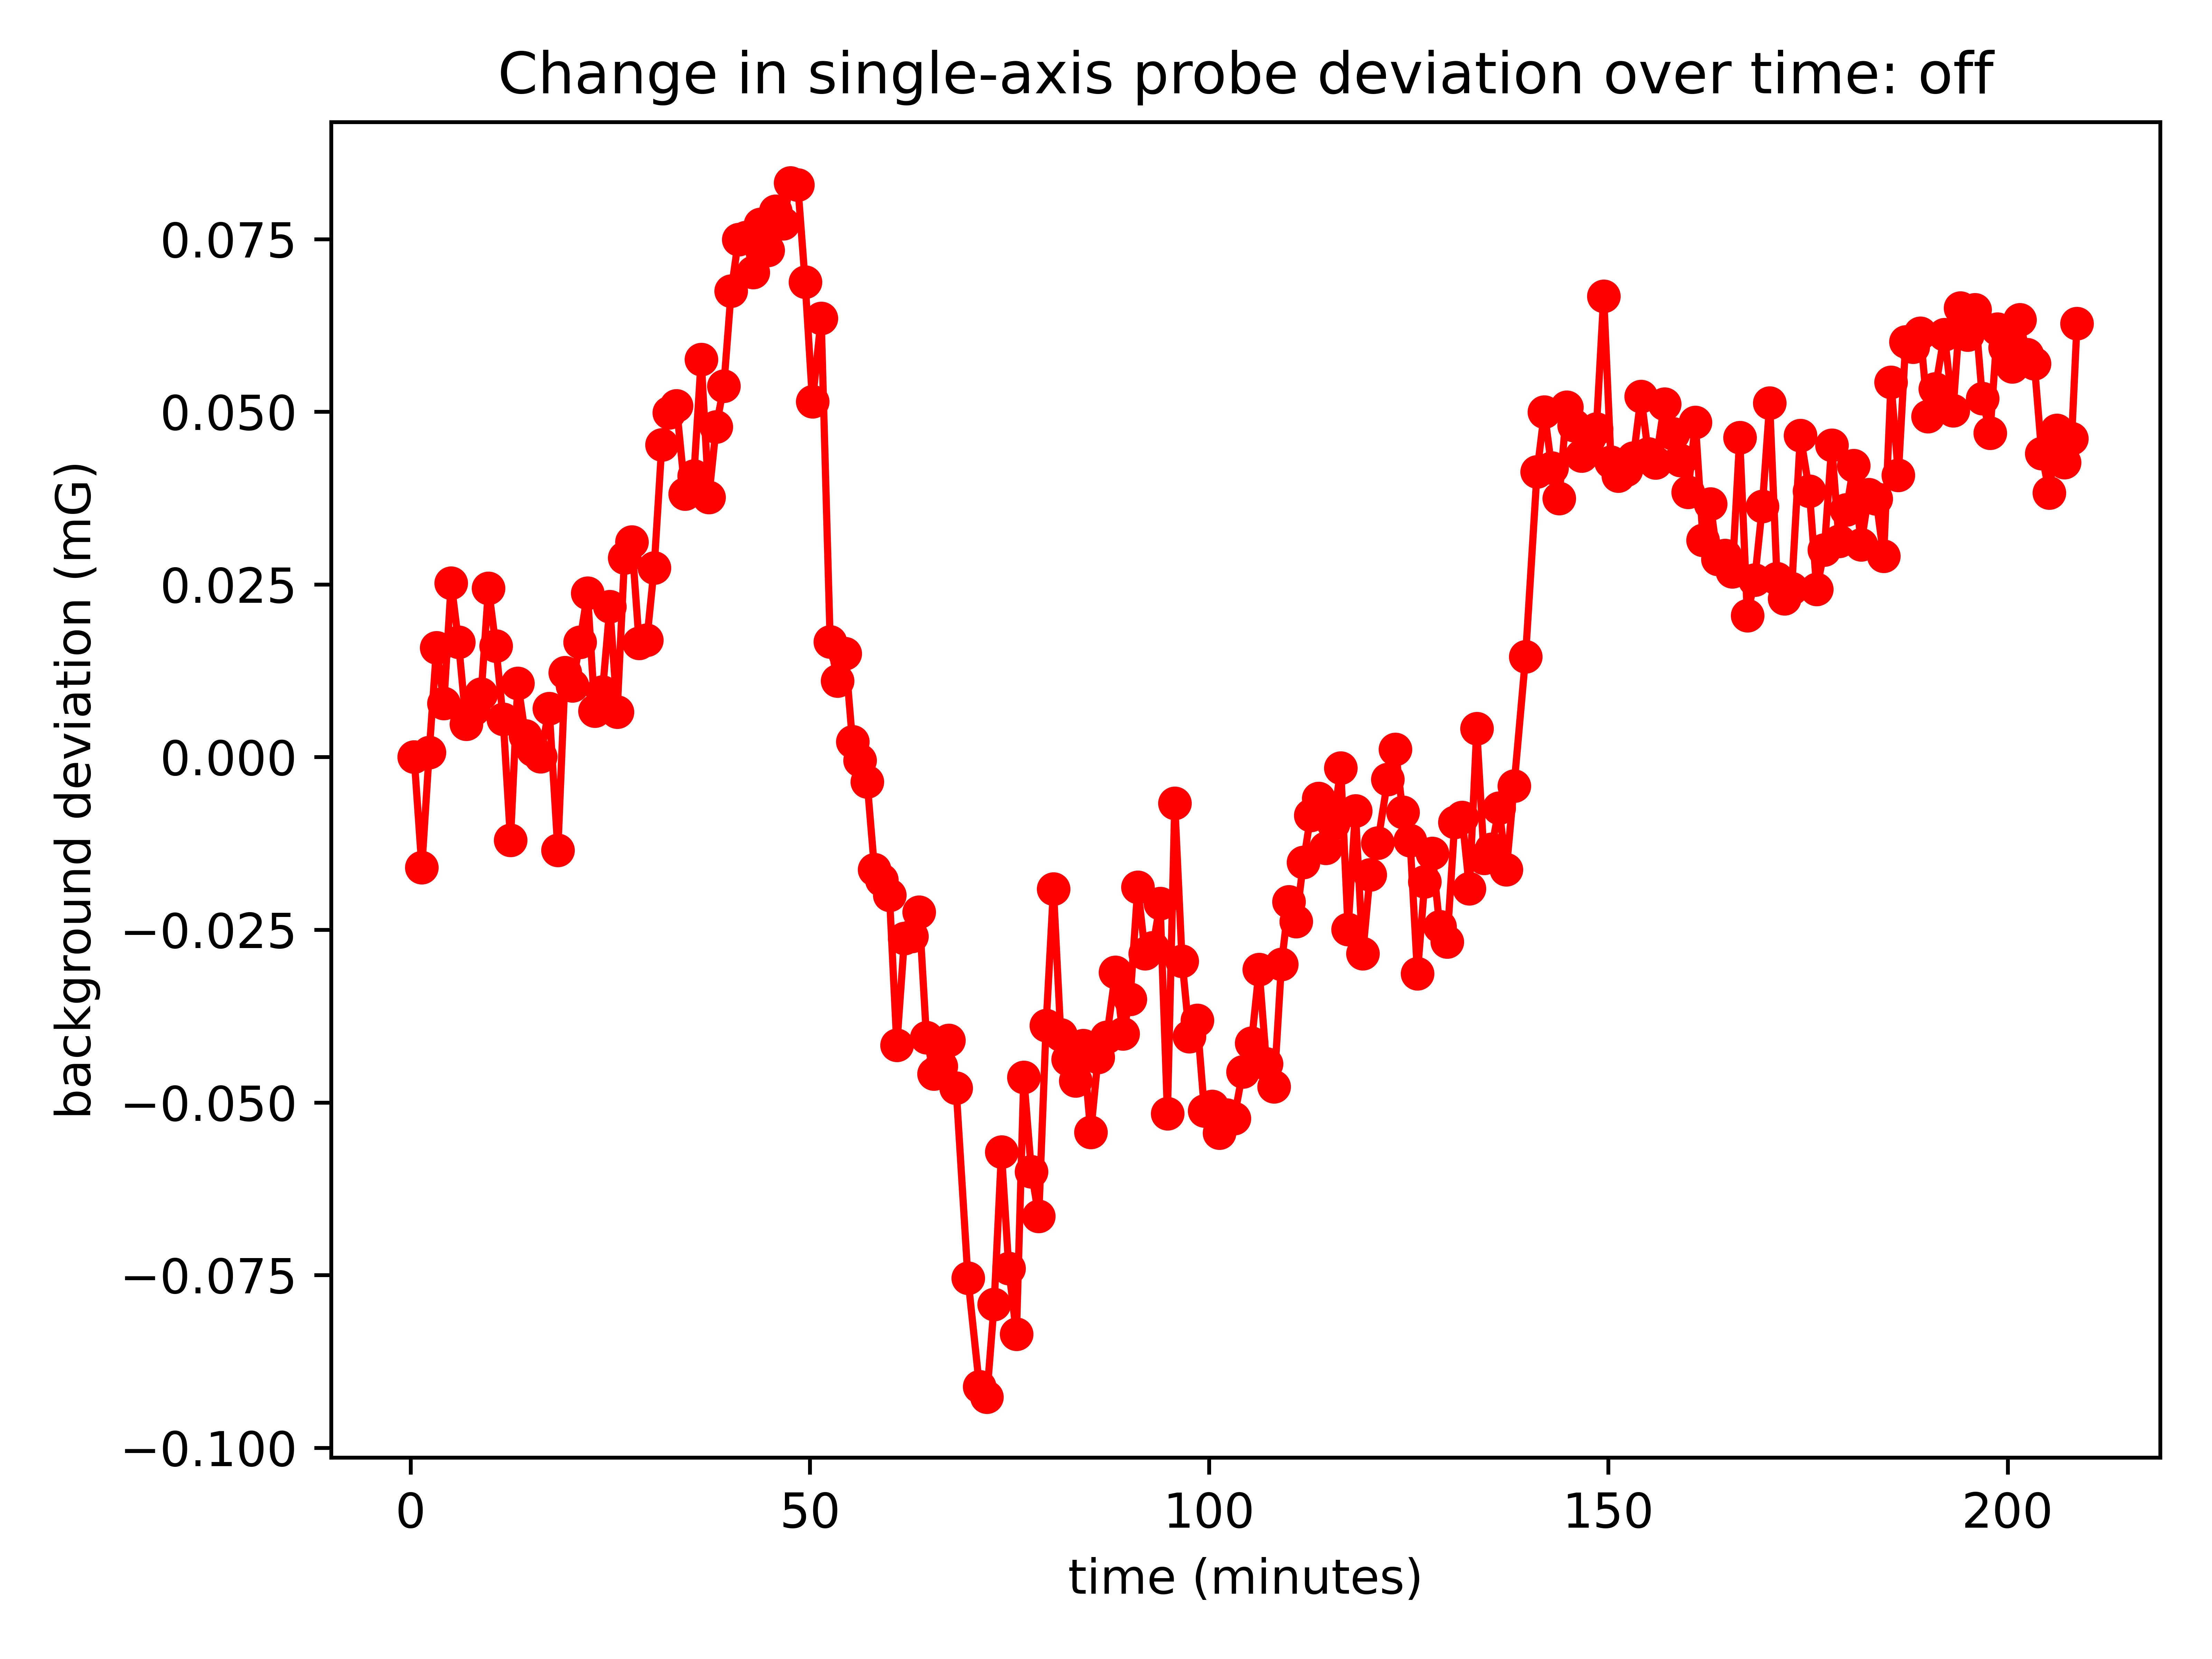 Change in single-axis probe deviation over time: off
background deviation (mG)
0.075
0.050
0.025
0.000
−0.025
−0.050
−0.075
−0.100
0 50 100 150 200
time (minutes)